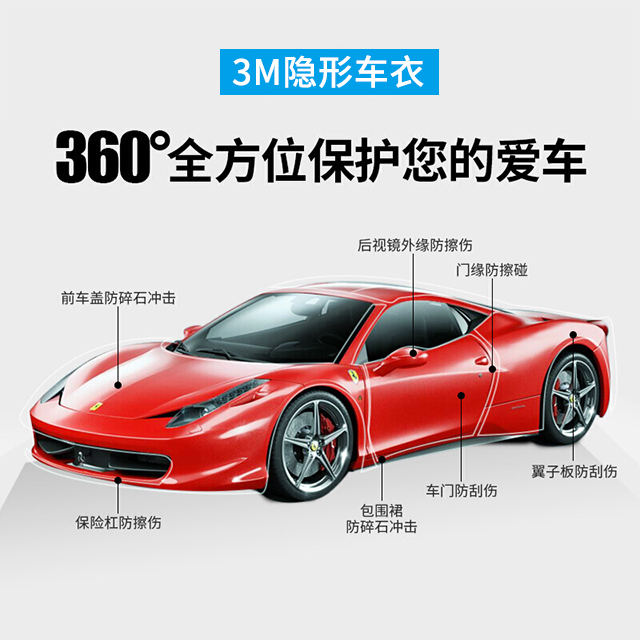 3M隐形车衣
360°全方位保护您的爱车
后视镜外缘防擦伤
门缘防擦碰
前车盖防碎石冲击
翼子板防刮伤
车门防刮伤
包围裙
防碎石冲击
保险杠防擦伤